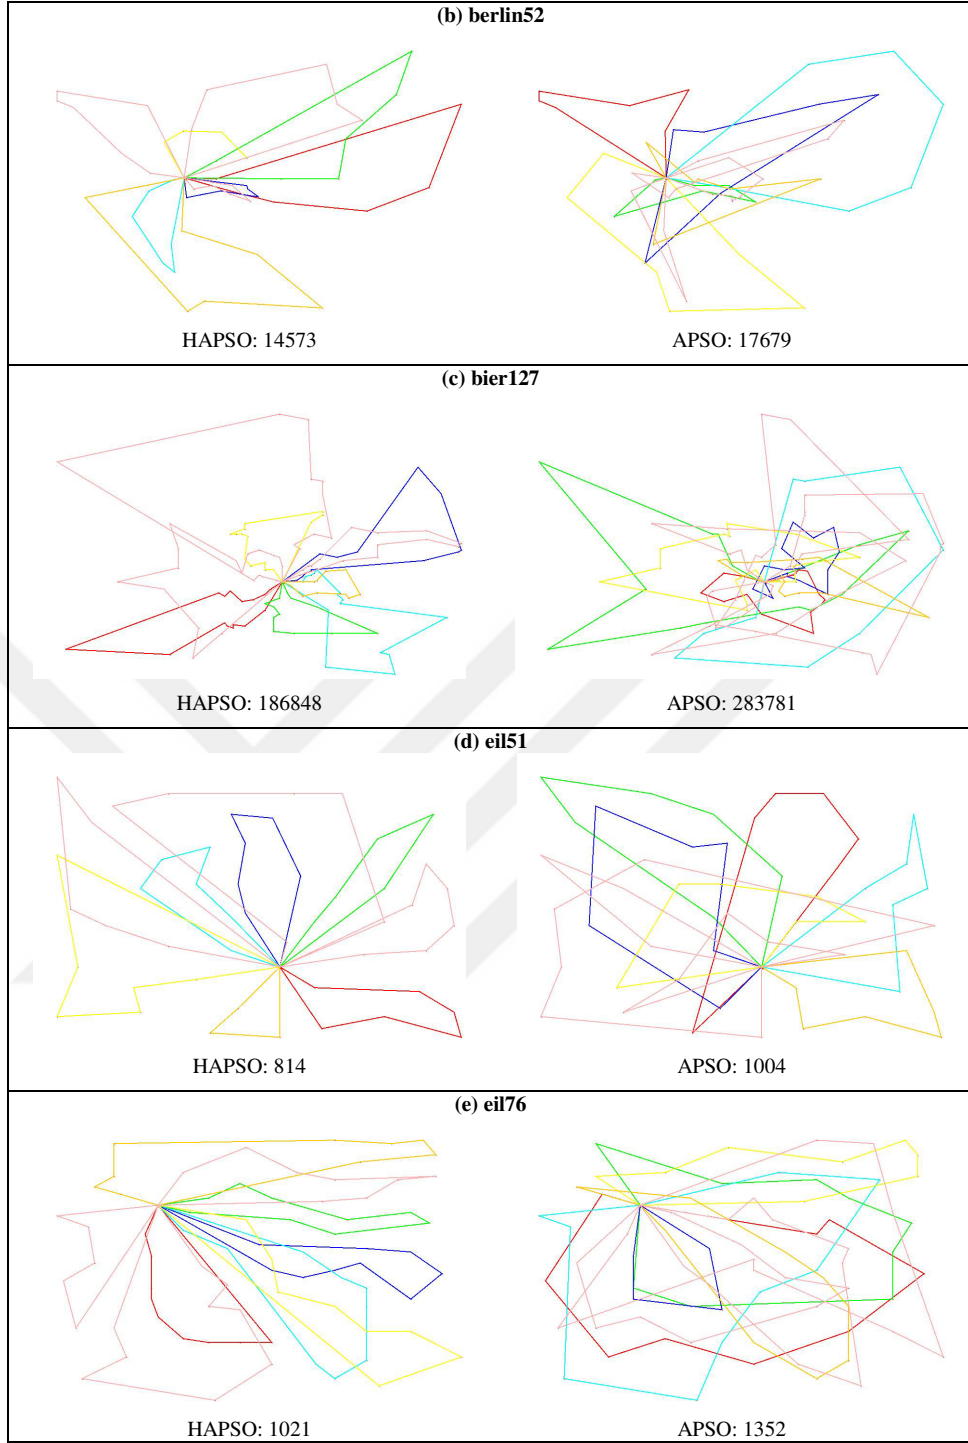 (b) berlin52
HAPSO: 14573
APSO: 17679
(c) bier127
HAPSO: 186848
APSO: 283781
(d) eil51
HAPSO: 814
APSO: 1004
(e) eil76
HAPSO: 1021
APSO: 1352